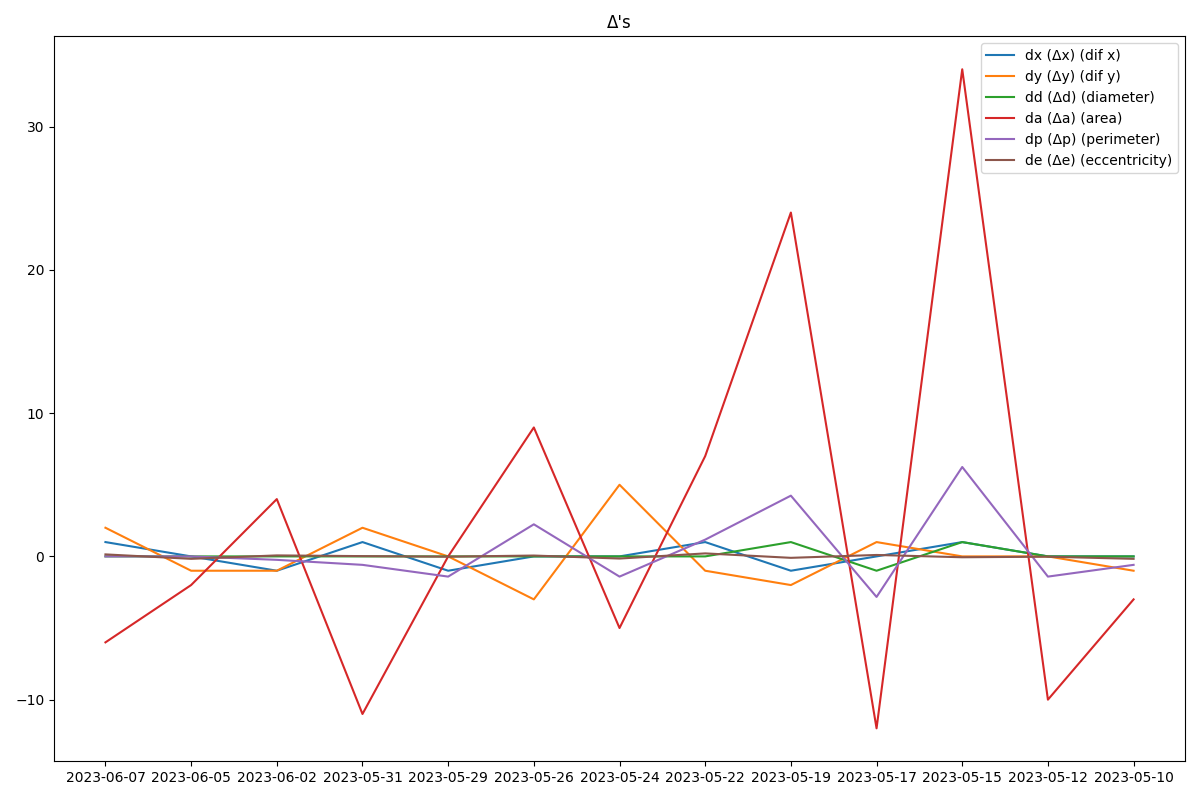 Δ's
dx (Δx) (dif x)
dy (Δy) (dif y)
dd (Δd) (diameter)
da (Δa) (area)
dp (Δp) (perimeter)
de (Δe) (eccentricity)
30
20
10
0
−10
2023-06-07 2023-06-05 2023-06-02 2023-05-31 2023-05-29 2023-05-26 2023-05-24 2023-05-22 2023-05-19 2023-05-17 2023-05-15 2023-05-12 2023-05-10